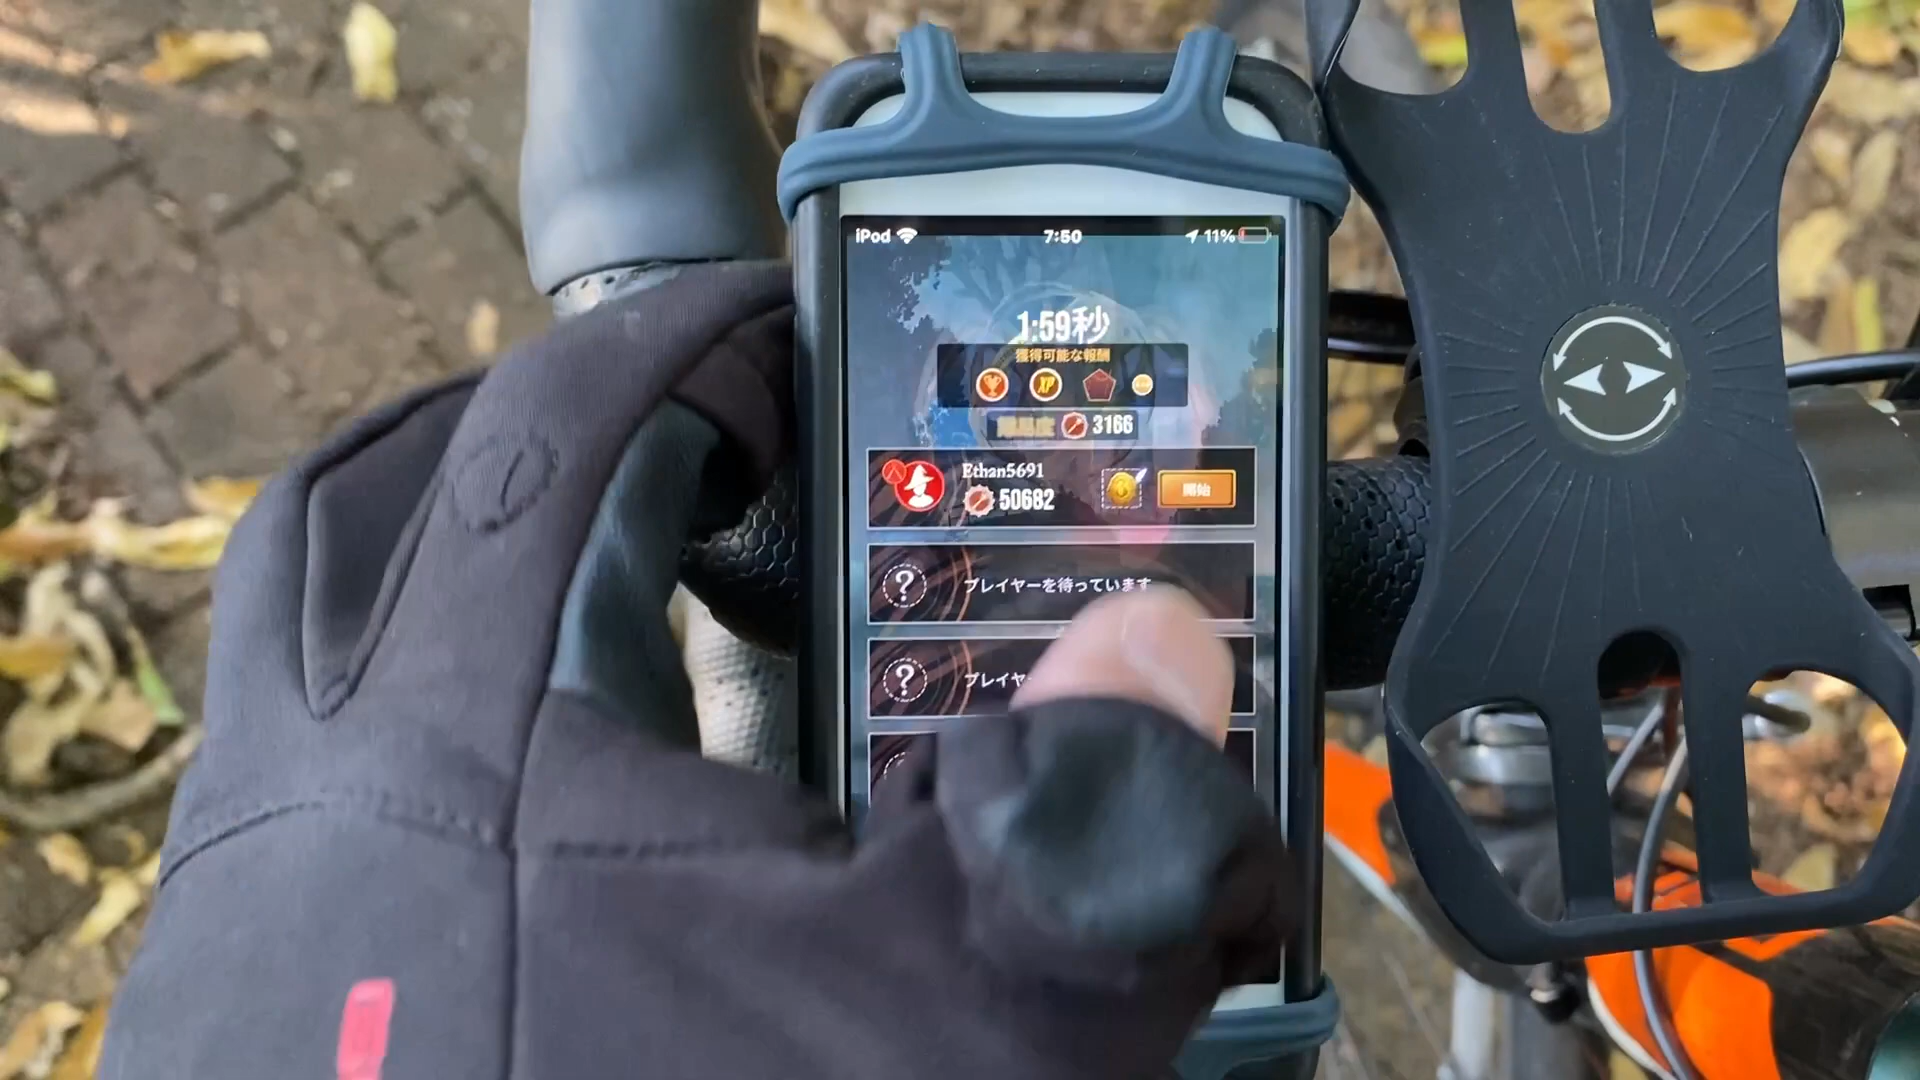 iPod 7:50 11%
1:59秒
獲得可能な報酬
XP
3166
Ethan5691
50682
開始
プレイヤーを待っています
プレイヤ